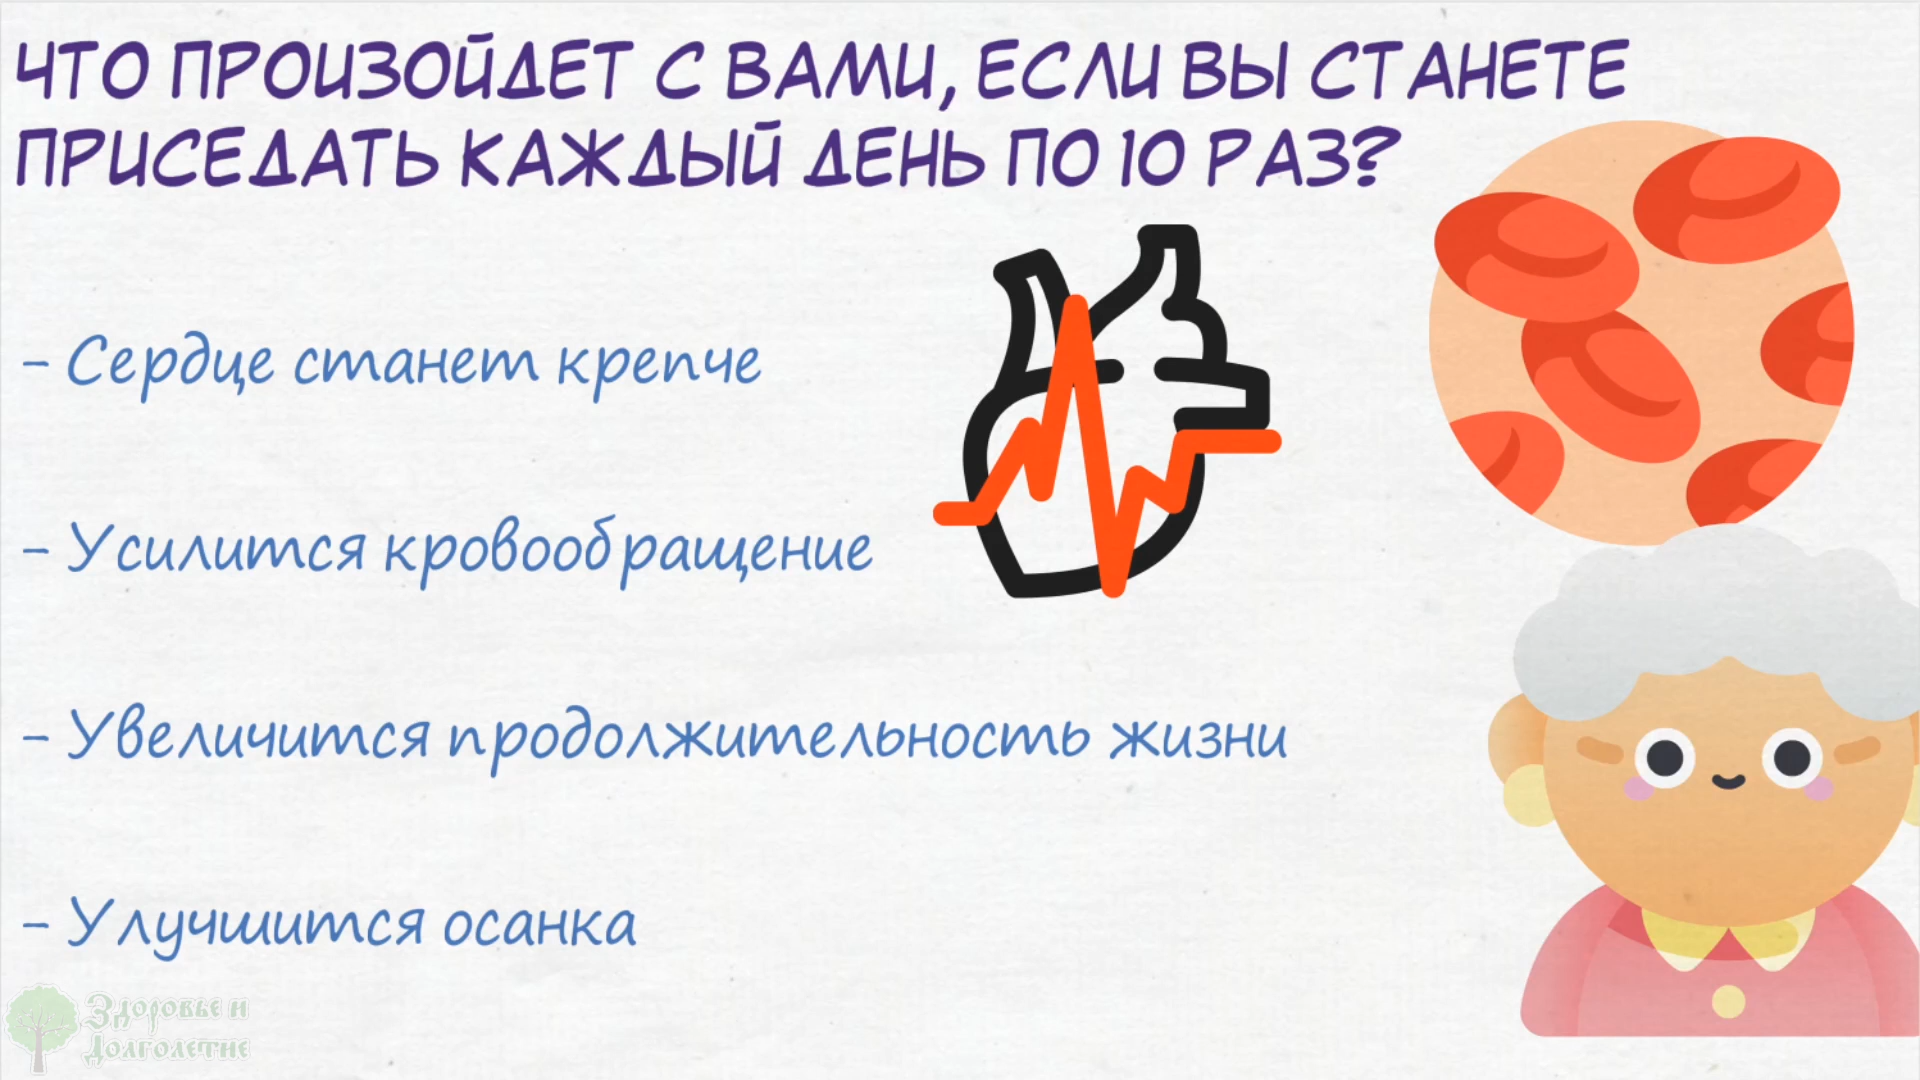 ЧТО ПРОИЗОЙДЕТ С ВАМИ, ЕСЛИ ВЫ СТАНЕТЕ
ПРИСЕДАТЬ КАЖДЫЙ ДЕНЬ ПО 10 РАЗ?
- Сердце станет крепче
- Усилится кровообращение
- Увеличится продолжительность жизни
- Улучшится осанка
Здоровье и
Долголетие